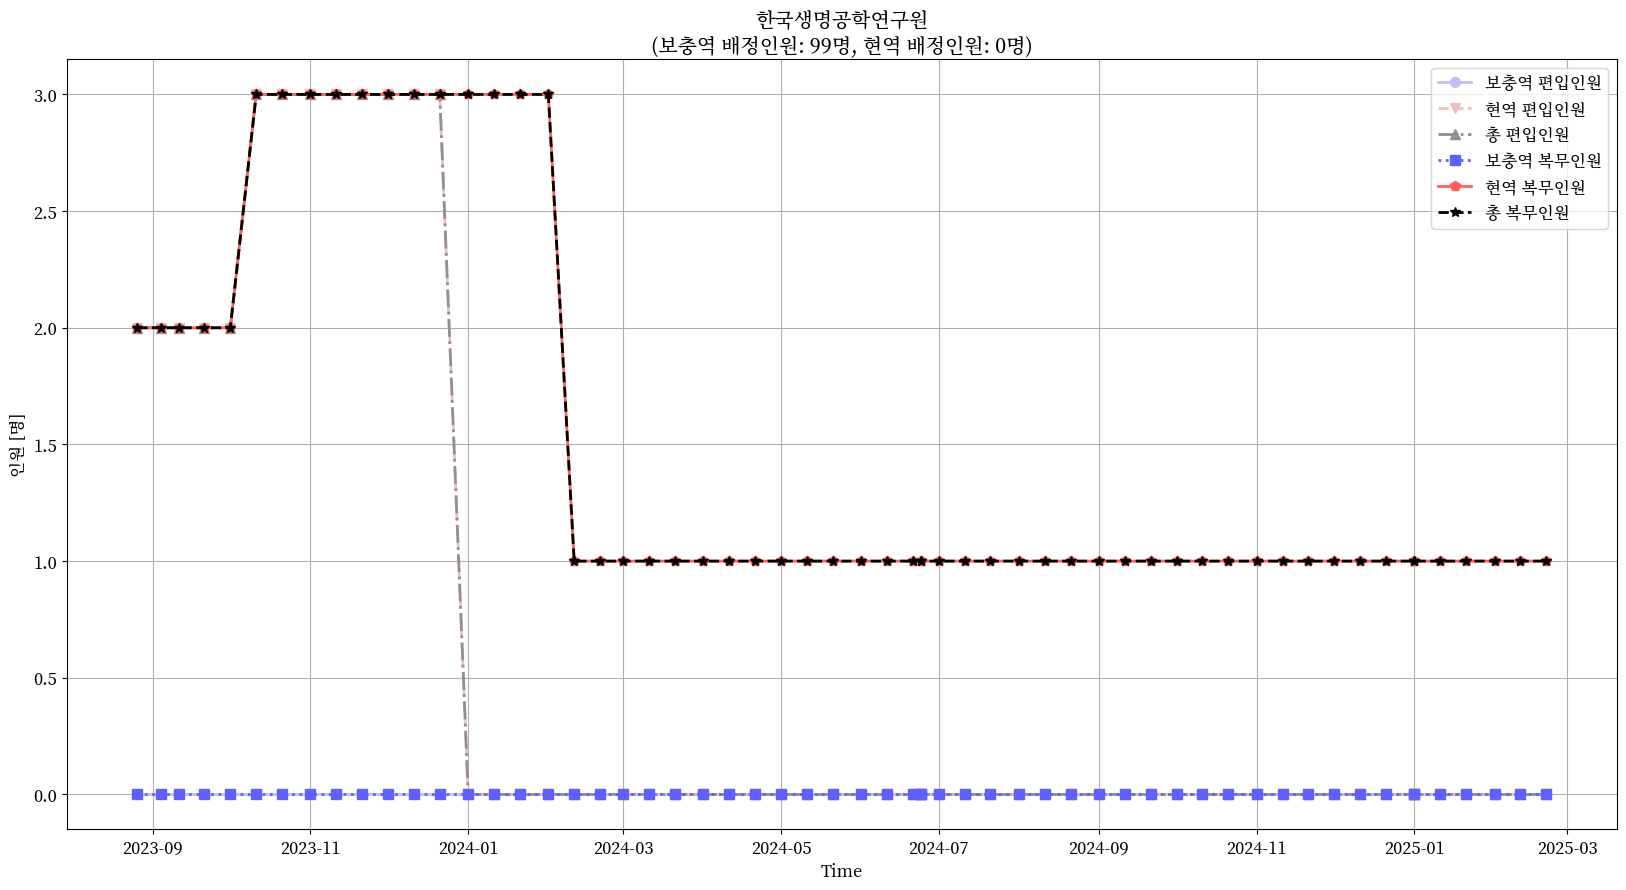 한국생명공학연구원
(보충역 배정인원: 99명, 현역 배정인원: 0명)
보충역 편입인원
현역 편입인원
총 편입인원
보충역 복무인원
현역 복무인원
총 복무인원
3.0
2.5
2.0
1.5
1.0
0.5
0.0
인원 [명]
2023-09 2023-11 2024-01 2024-03 2024-05 2024-07 2024-09 2024-11 2025-01 2025-03
Time